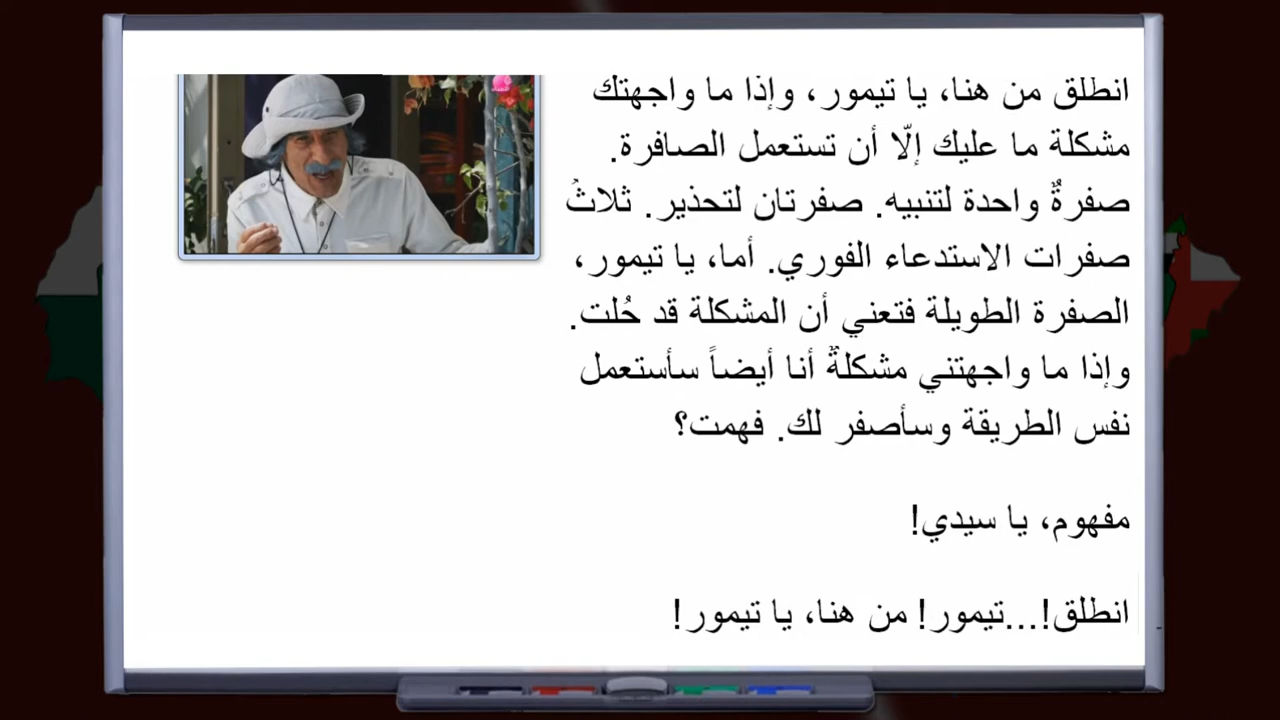 انطلق من هنا، يا تيمور، وإذا ما واجهتك
مشكلة ما عليك إلّا أن تستعمل الصافرة.
صفرةٌ واحدة لتنبيه. صفرتان لتحذير. ثلاثُ
صفرات الاستدعاء الفوري. أما، يا تيمور،
الصفرة الطويلة فتعني أن المشكلة قد حُلت.
وإذا ما واجهتني مشكلةٌ أنا أيضاً سأستعمل
نفس الطريقة وسأصفر لك. فهمت؟
مفهوم، يا سيدي!
انطلق!...تيمور! من هنا، يا تيمور!